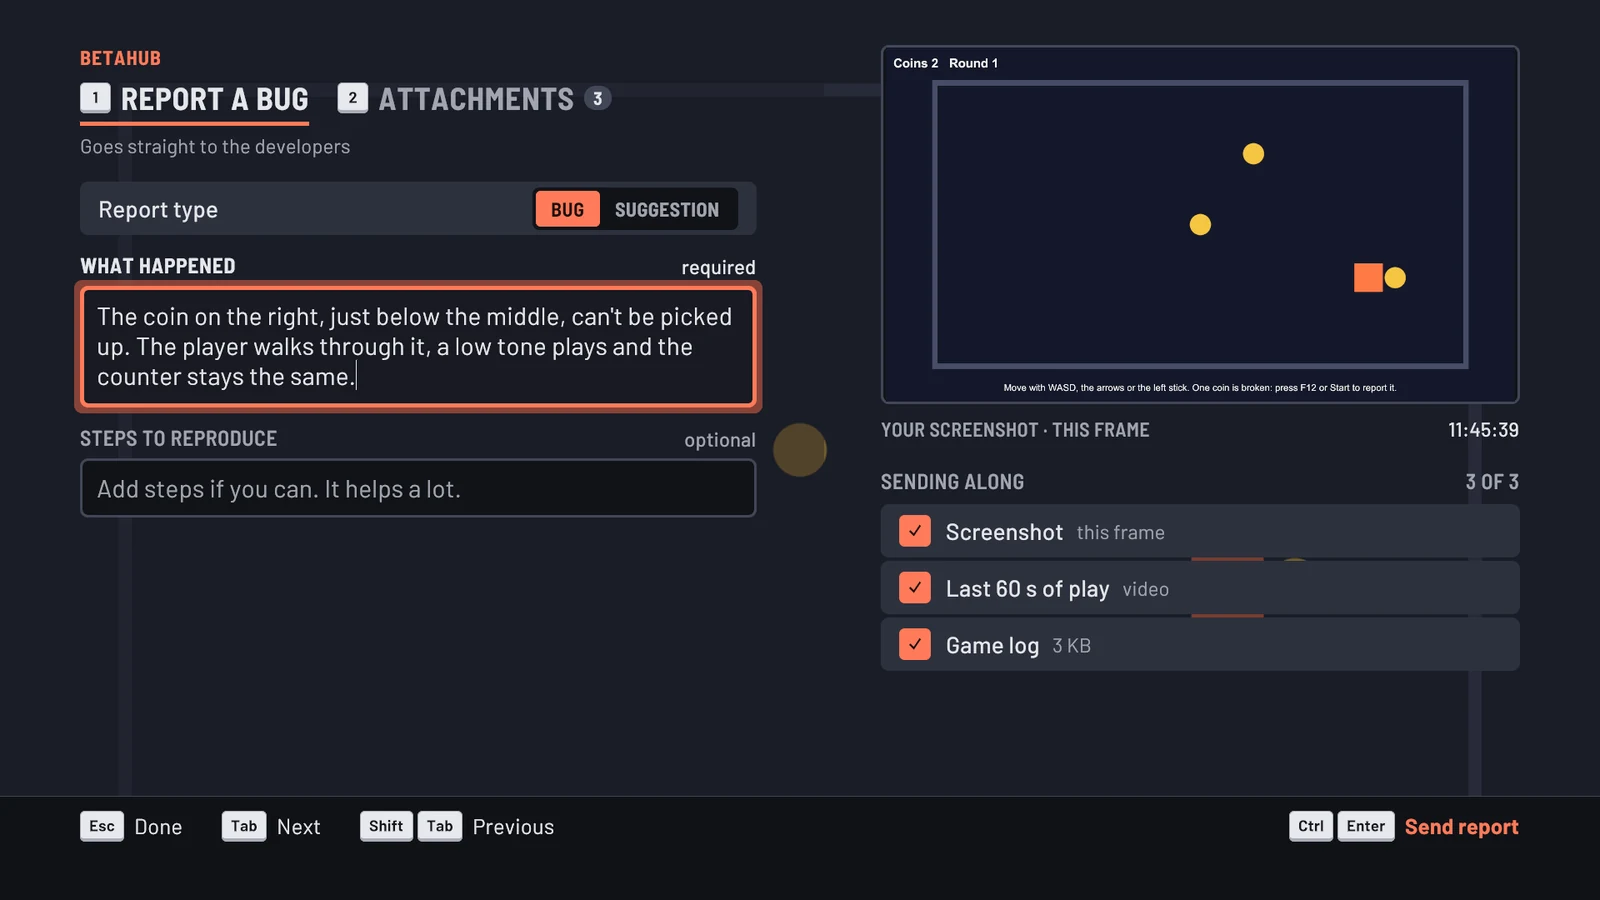 BETAHUB
1 REPORT A BUG 2 ATTACHMENTS 3
Goes straight to the developers
Report type BUG SUGGESTION
WHAT HAPPENED required
The coin on the right, just below the middle, can't be picked
up. The player walks through it, a low tone plays and the
counter stays the same.
STEPS TO REPRODUCE optional
Add steps if you can. It helps a lot.
Coins 2 Round 1
Move with WASD, the arrows or the left stick. One coin is broken: press F12 or Start to report it.
YOUR SCREENSHOT · THIS FRAME 11:45:39
SENDING ALONG 3 OF 3
Screenshot this frame
Last 60 s of play video
Game log 3 KB
Esc Done Tab Next Shift Tab Previous Ctrl Enter Send report